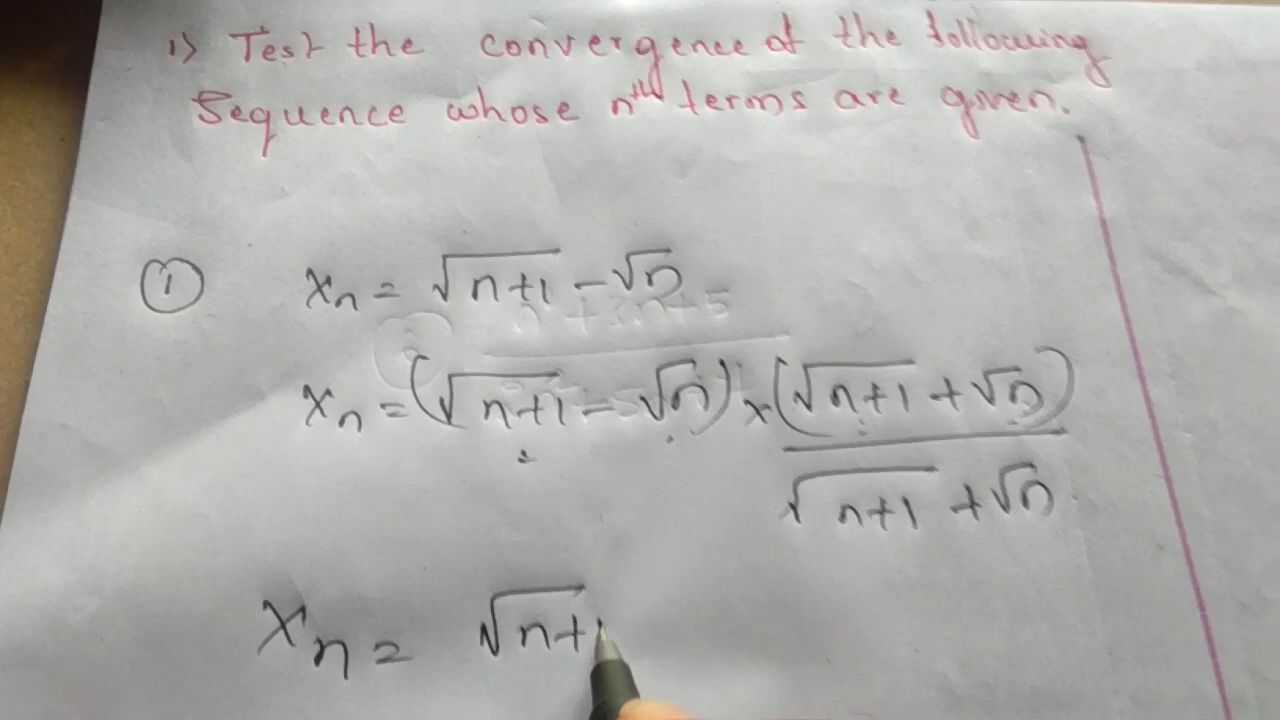 1) Test the convergence of the following
Sequence whose nth terms are given.
① xn = √n+1 - √n
xn = (√n+1 - √n) × (√n+1 + √n)
√n+1 + √n
xn = √n+